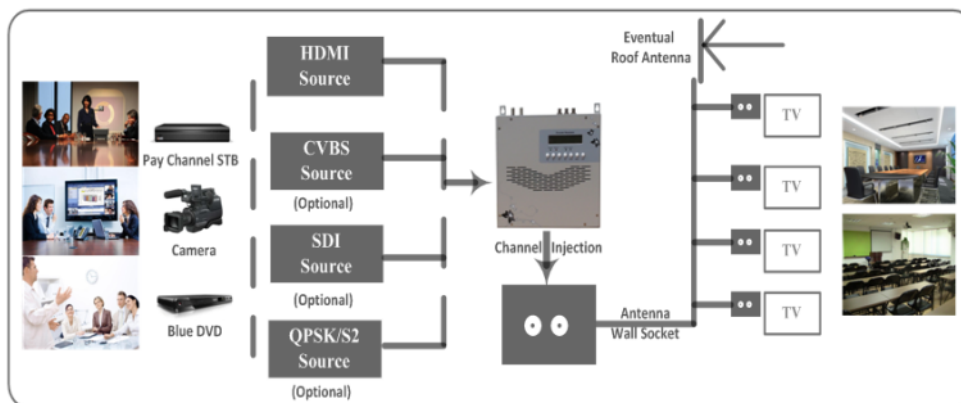 Pay Channel STB
Camera
Blue DVD
HDMI
Source
CVBS
Source
(Optional)
SDI
Source
(Optional)
QPSK/S2
Source
(Optional)
Channel Injection
Antenna
Wall Socket
Eventual
Roof Antenna
TV
TV
TV
TV